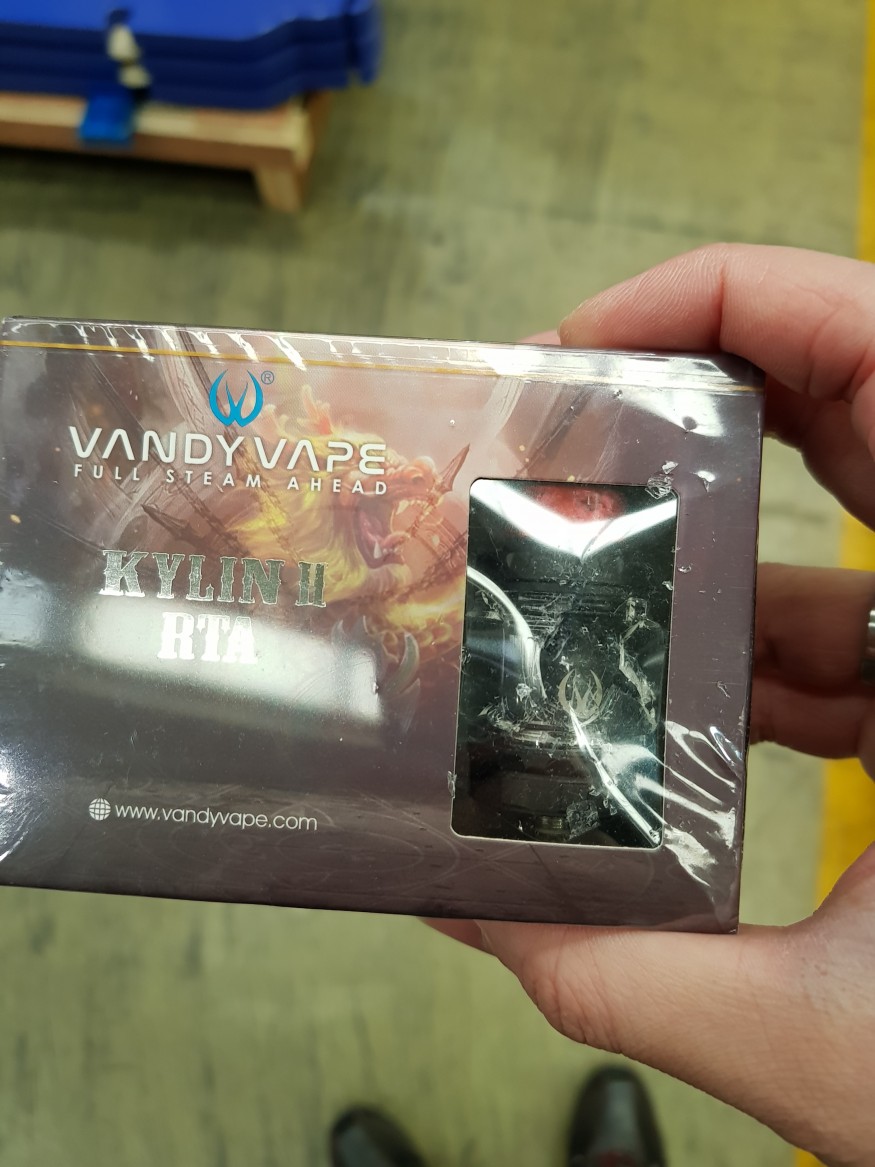 ®
VANDYVAPE
FULL STEAM AHEAD
KYLIN II
RTA
www.vandyvape.com